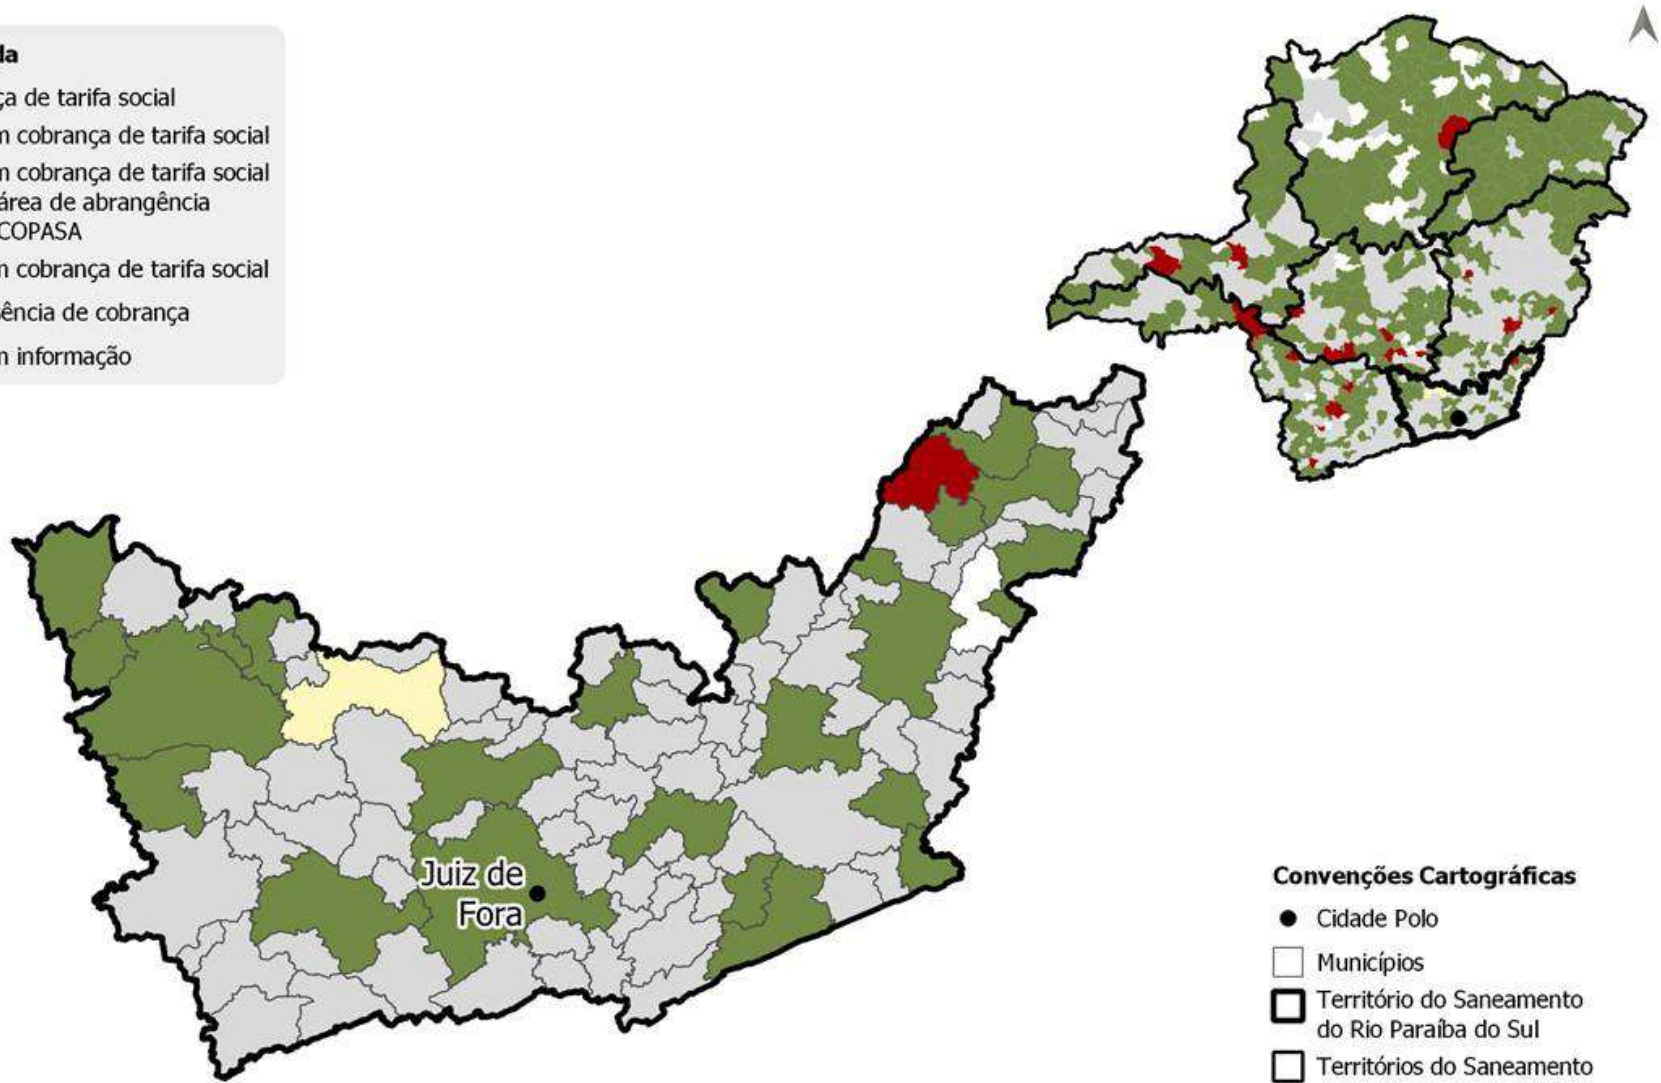 da
ça de tarifa social
m cobrança de tarifa social
m cobrança de tarifa social
área de abrangência
COPASA
m cobrança de tarifa social
sência de cobrança
m informação
Juiz de
Fora
Convenções Cartográficas
Cidade Polo
Municípios
Território do Saneamento
do Rio Paraíba do Sul
Territórios do Saneamento